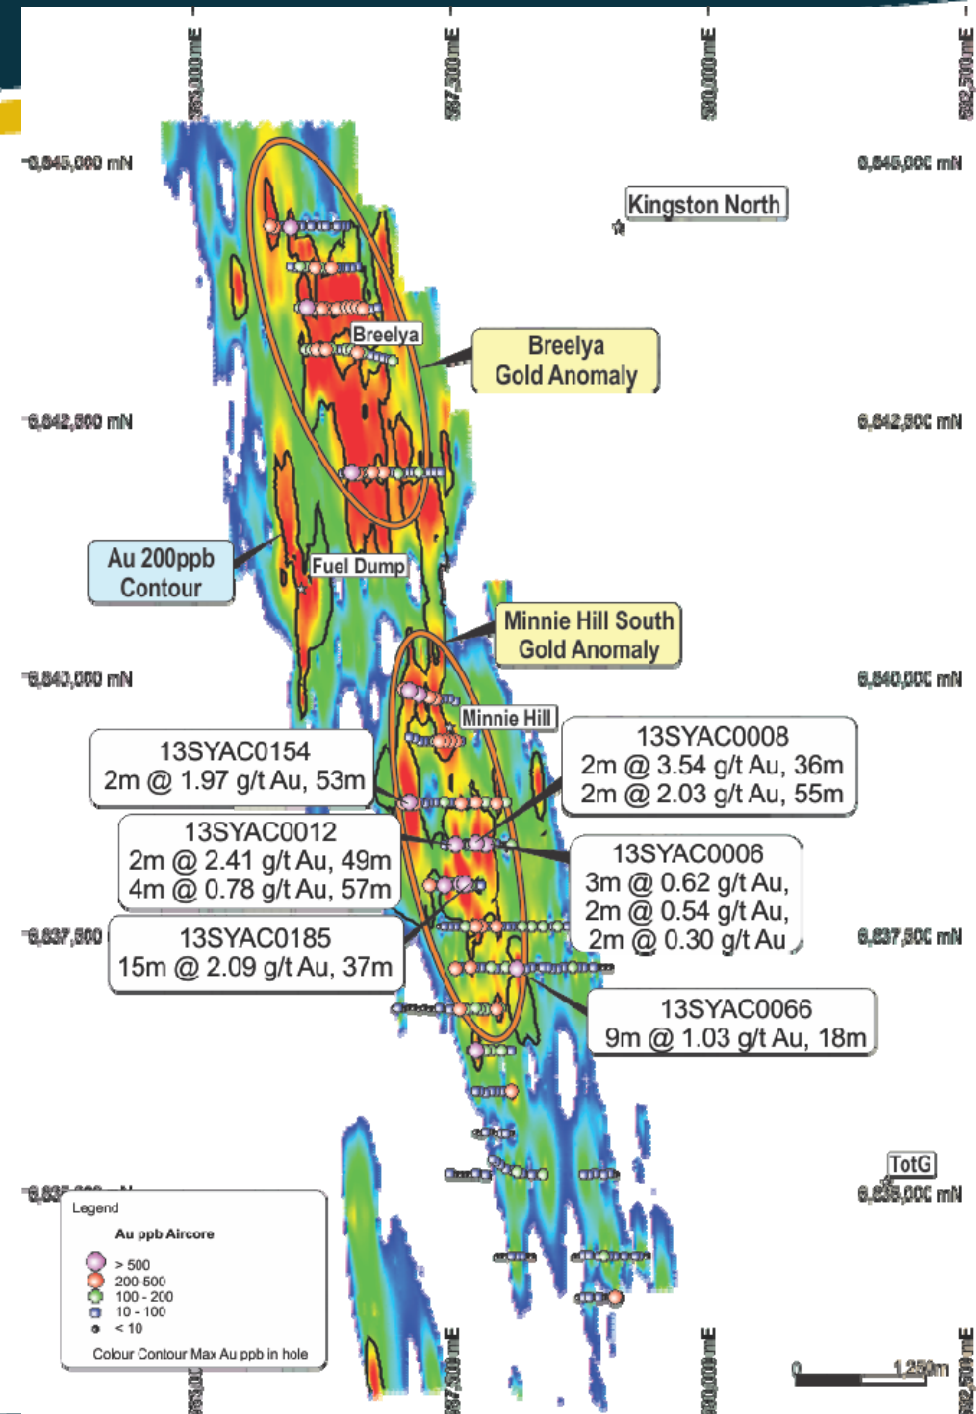 6,845,000 mN
6,845,000 mN
Kingston North
Breelya
Breelya
Gold Anomaly
6,842,500 mN
6,842,500 mN
Au 200ppb
Contour
Fuel Dump
Minnie Hill South
Gold Anomaly
6,840,000 mN
6,840,000 mN
Minnie Hill
13SYAC0154
2m @ 1.97 g/t Au, 53m
13SYAC0008
2m @ 3.54 g/t Au, 36m
2m @ 2.03 g/t Au, 55m
13SYAC0012
2m @ 2.41 g/t Au, 49m
4m @ 0.78 g/t Au, 57m
13SYAC0006
3m @ 0.62 g/t Au,
2m @ 0.54 g/t Au,
2m @ 0.30 g/t Au
6,837,500
6,837,500 mN
13SYAC0185
15m @ 2.09 g/t Au, 37m
13SYAC0066
9m @ 1.03 g/t Au, 18m
TotG
6,835,000 mN
Legend
Au ppb Aircore
> 500
200-500
100 - 200
10 - 100
< 10
Colour Contour Max Au ppb in hole
0 1,250m